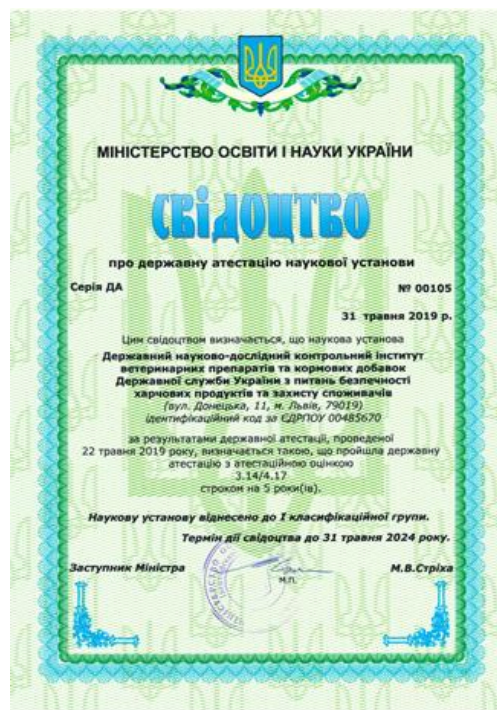 МІНІСТЕРСТВО ОСВІТИ І НАУКИ УКРАЇНИ
СВІДОЦТВО
про державну атестацію наукової установи
Серія ДА № 00105
31 травня 2019 р.
Цим свідоцтвом визначається, що наукова установа
Державний науково-дослідний контрольний інститут
ветеринарних препаратів та кормових добавок
Державної служби України з питань безпечності
харчових продуктів та захисту споживачів
(вул. Донецька, 11, м. Львів, 79019)
ідентифікаційний код за ЄДРПОУ 00485670
за результатами державної атестації, проведеної
22 травня 2019 року, визначається такою, що пройшла державну
атестацію з атестаційною оцінкою
3.14/4.17
строком на 5 роки(ів).
Наукову установу віднесено до I класифікаційної групи.
Термін дії свідоцтва до 31 травня 2024 року.
Заступник Міністра М.В.Стріха
М.П.